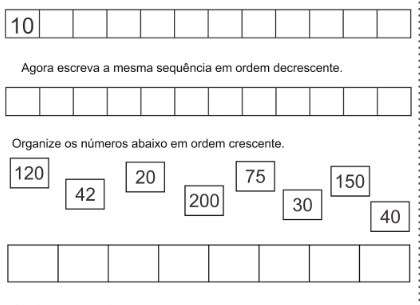 10
Agora escreva a mesma sequência em ordem decrescente.
Organize os números abaixo em ordem crescente.
120 42 20 200 75 30 150 40